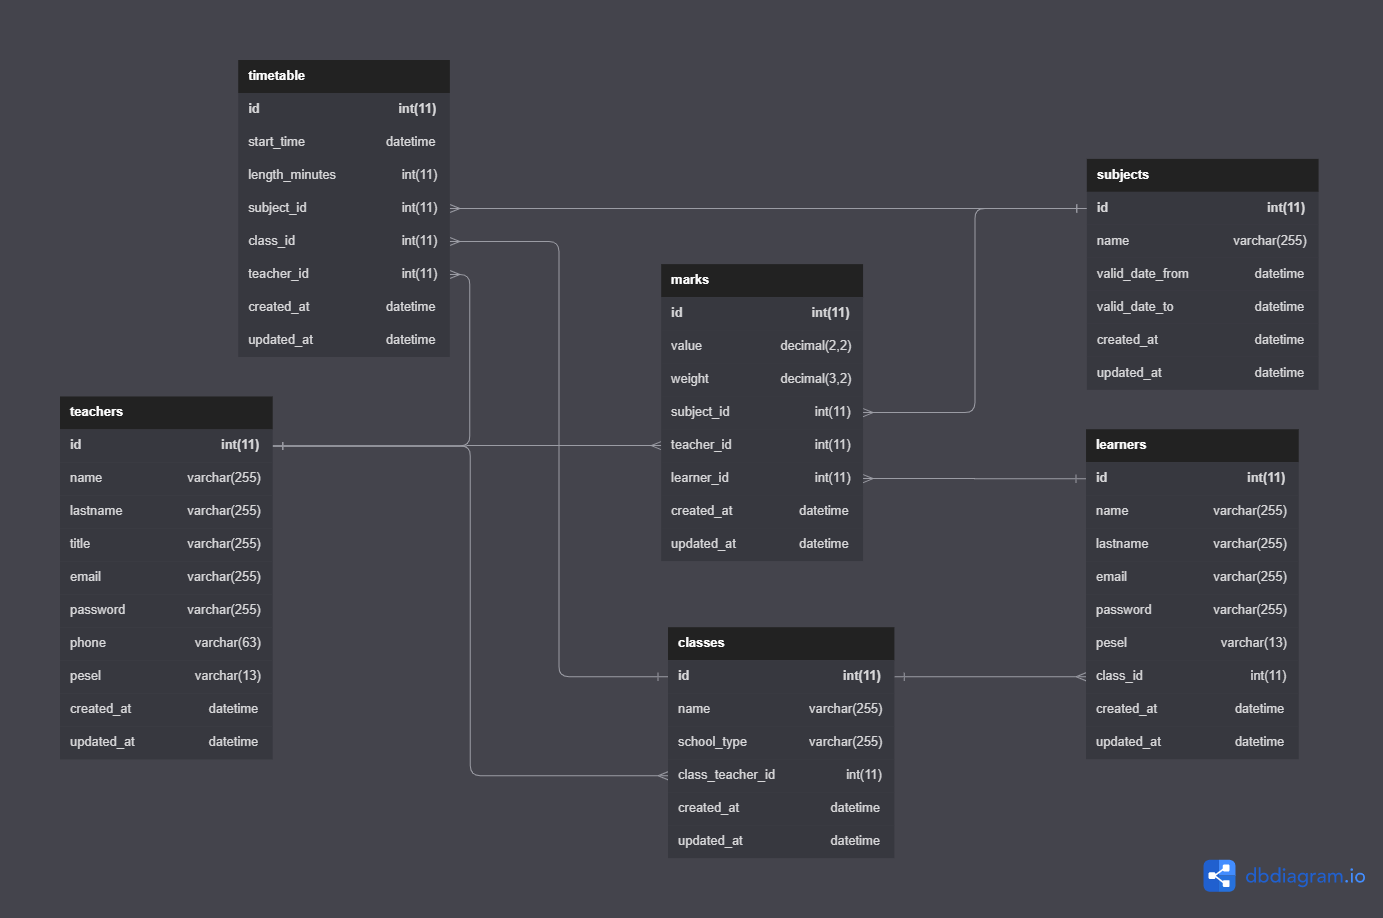 timetable
id int(11)
start_time datetime
length_minutes int(11)
subject_id int(11)
class_id int(11)
teacher_id int(11)
created_at datetime
updated_at datetime
teachers
id int(11)
name varchar(255)
lastname varchar(255)
title varchar(255)
email varchar(255)
password varchar(255)
phone varchar(63)
pesel varchar(13)
created_at datetime
updated_at datetime
marks
id int(11)
value decimal(2,2)
weight decimal(3,2)
subject_id int(11)
teacher_id int(11)
learner_id int(11)
created_at datetime
updated_at datetime
classes
id int(11)
name varchar(255)
school_type varchar(255)
class_teacher_id int(11)
created_at datetime
updated_at datetime
subjects
id int(11)
name varchar(255)
valid_date_from datetime
valid_date_to datetime
created_at datetime
updated_at datetime
learners
id int(11)
name varchar(255)
lastname varchar(255)
email varchar(255)
password varchar(255)
pesel varchar(13)
class_id int(11)
created_at datetime
updated_at datetime
dbdiagram.io